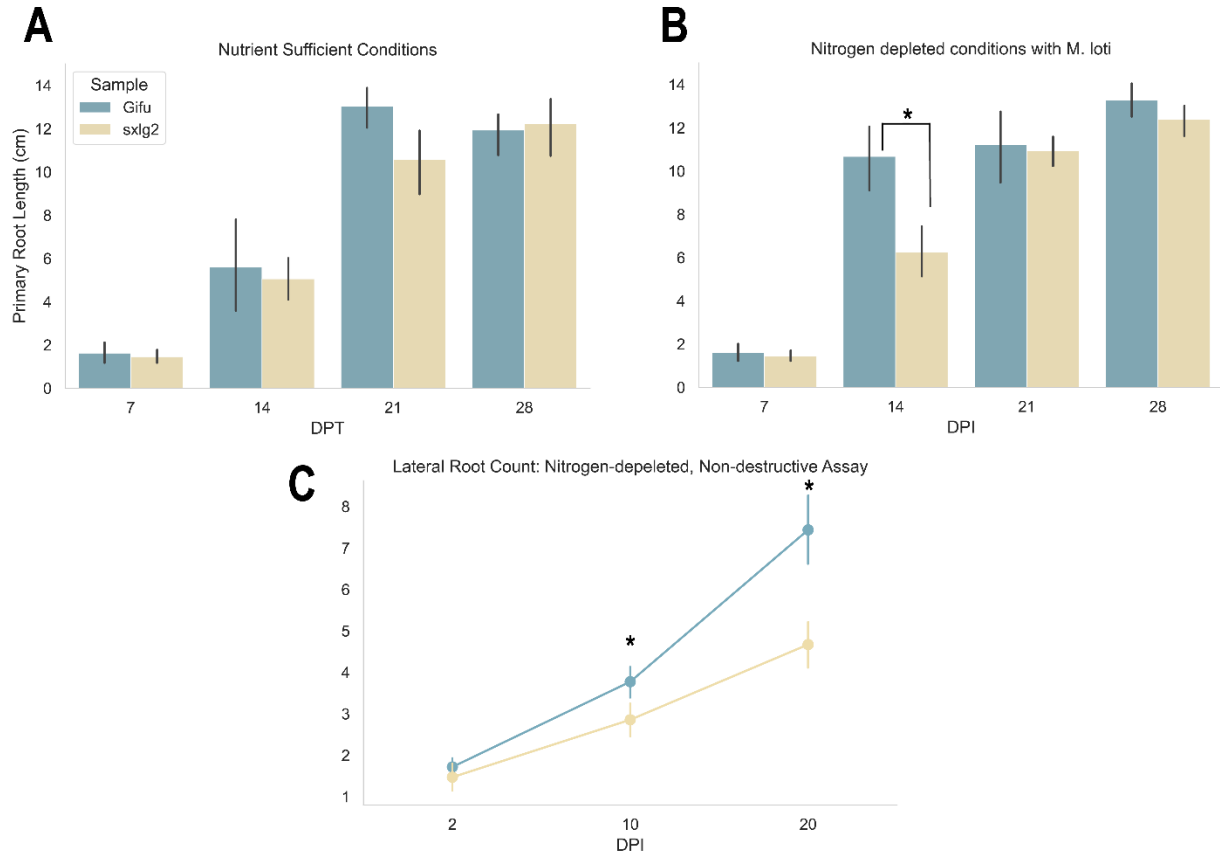 A
Nutrient Sufficient Conditions
Sample
Gifu
sxlg2
Primary Root Length (cm)
14
12
10
8
6
4
2
0
7 14 21 28
DPT
B
Nitrogen depleted conditions with M. loti
14
12
10
8
6
4
2
0
*
7 14 21 28
DPI
C
Lateral Root Count: Nitrogen-depeleted, Non-destructive Assay
8
7
6
5
4
3
2
1
*
*
2 10 20
DPI